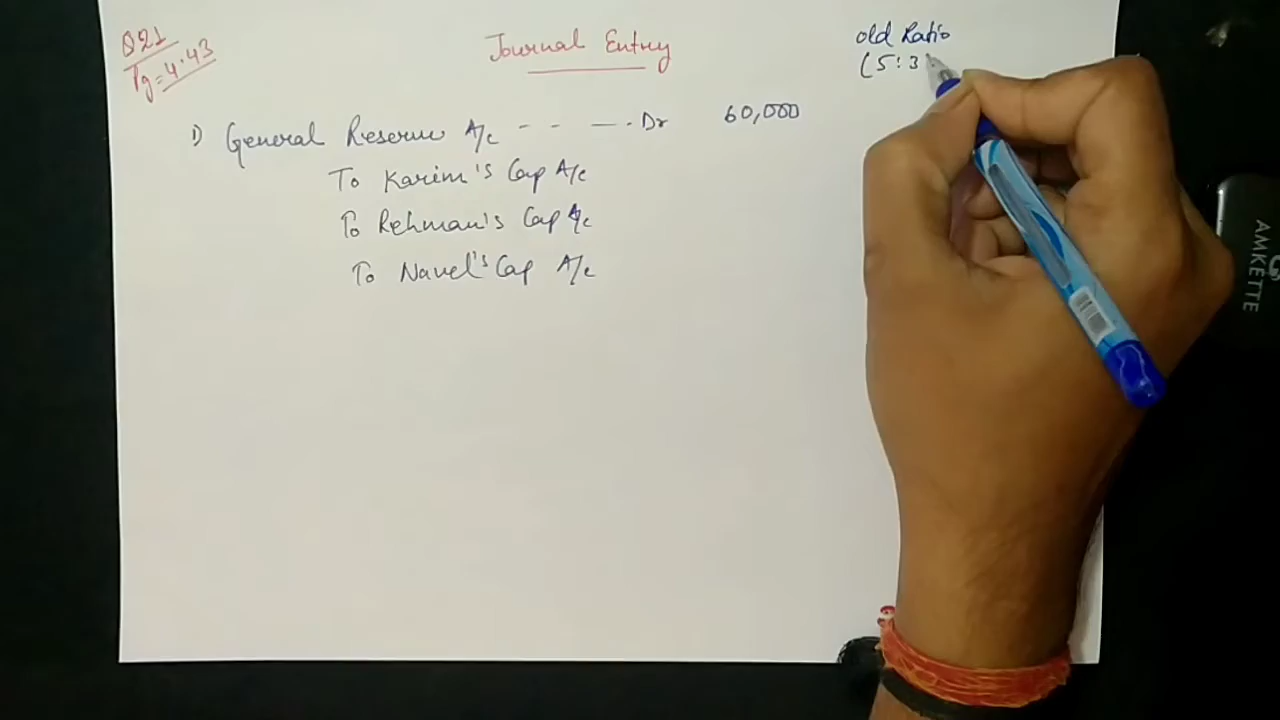 Q21
Pg = 4.43
Journal Entry
Old Ratio
(5:3
1) General Reserve A/c - - —. Dr 60,000
To Karim's Cap A/c
To Rehman's Cap A/c
To Navel's Cap A/c
AMKETTE